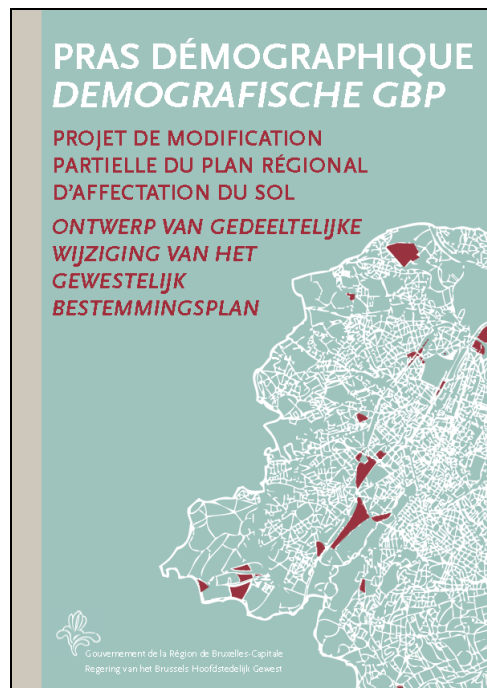 PRAS DÉMOGRAPHIQUE
DEMOGRAFISCHE GBP
PROJET DE MODIFICATION
PARTIELLE DU PLAN RÉGIONAL
D'AFFECTATION DU SOL
ONTWERP VAN GEDEELTELIJKE
WIJZIGING VAN HET
GEWESTELIJK
BESTEMMINGSPLAN
Gouvernement de la Région de Bruxelles-Capitale
Regering van het Brussels Hoofdstedelijk Gewest